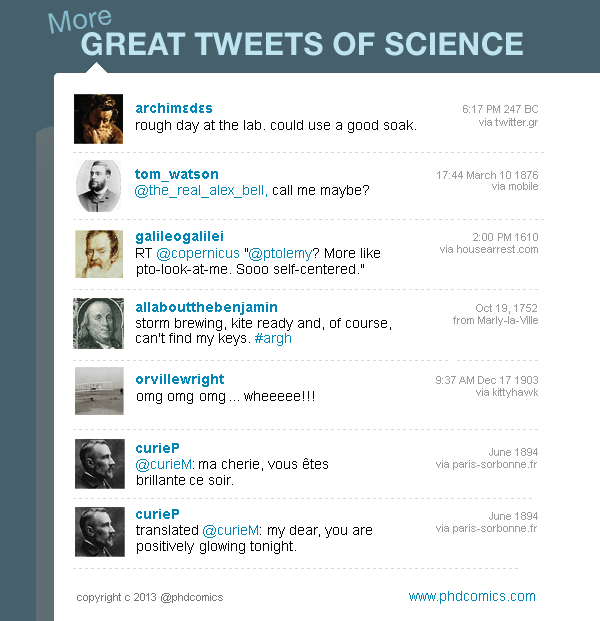 More
GREAT TWEETS OF SCIENCE
archimɛdɛs
6:17 PM 247 BC
rough day at the lab. could use a good soak.
via twitter.gr
tom_watson
17:44 March 10 1876
@the_real_alex_bell, call me maybe?
via mobile
galileogalilei
2:00 PM 1610
RT @copernicus "@ptolemy? More like
via housearrest.com
pto-look-at-me. Sooo self-centered."
allaboutthebenjamin
Oct 19, 1752
storm brewing, kite ready and, of course,
from Marly-la-Ville
can't find my keys. #argh
orvillewright
9:37 AM Dec 17 1903
omg omg omg ... wheeeee!!!
via kittyhawk
curieP
June 1894
@curieM: ma cherie, vous êtes
via paris-sorbonne.fr
brillante ce soir.
curieP
June 1894
translated @curieM: my dear, you are
via paris-sorbonne.fr
positively glowing tonight.
copyright c 2013 @phdcomics
www.phdcomics.com